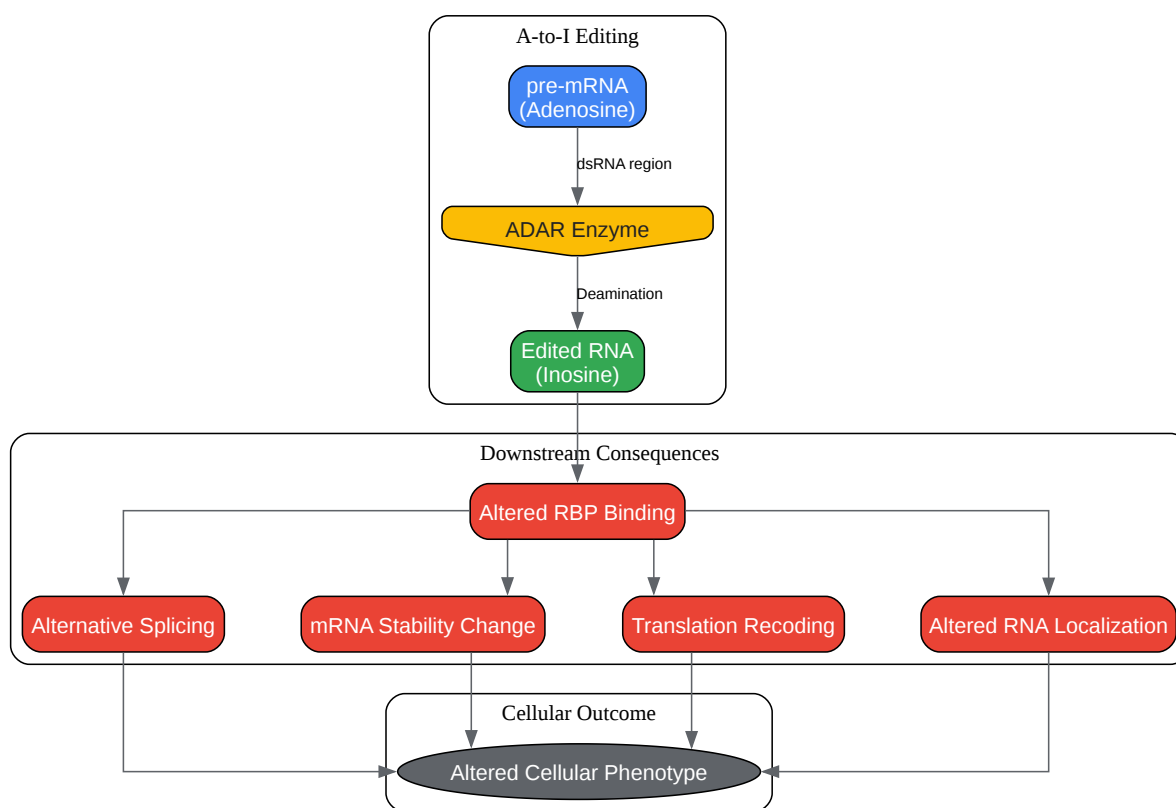 A-to-I Editing
pre-mRNA
(Adenosine)
dsRNA region
ADAR Enzyme
Deamination
Edited RNA
(Inosine)
Downstream Consequences
Altered RBP Binding
Alternative Splicing
mRNA Stability Change
Translation Recoding
Altered RNA Localization
Cellular Outcome
Altered Cellular Phenotype